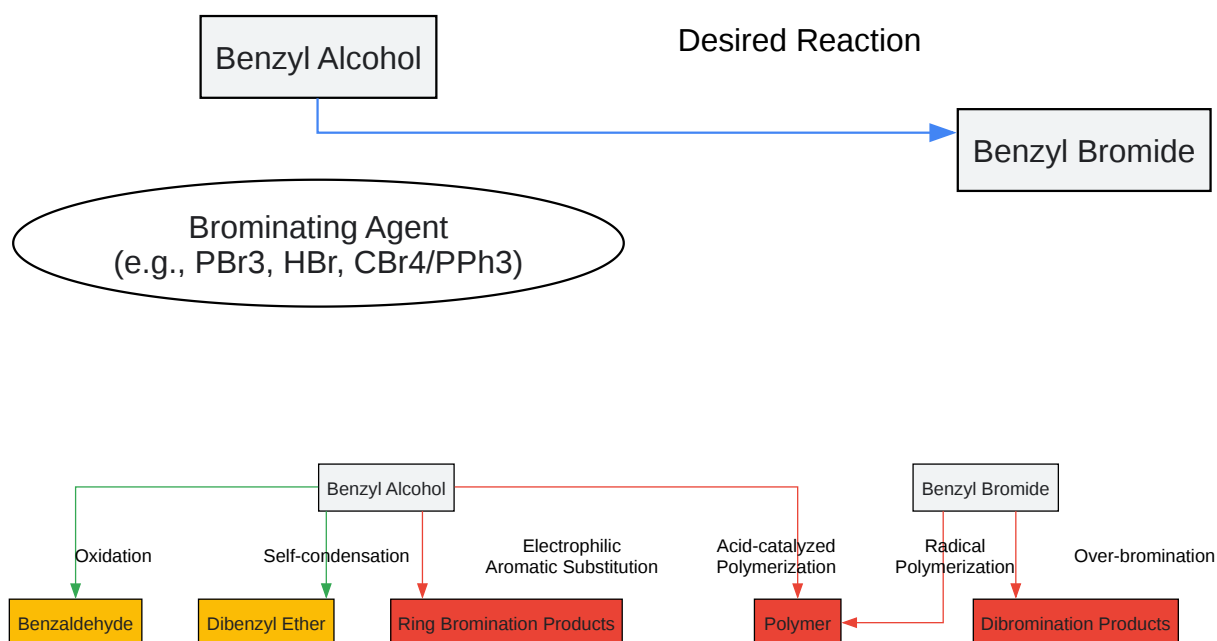 Desired Reaction
Benzyl Alcohol
Benzyl Bromide
Brominating Agent
(e.g., PBr3, HBr, CBr4/PPh3)
Benzyl Alcohol
Benzyl Bromide
Oxidation
Self-condensation
Electrophilic
Aromatic Substitution
Acid-catalyzed
Polymerization
Radical
Polymerization
Over-bromination
Benzaldehyde
Dibenzyl Ether
Ring Bromination Products
Polymer
Dibromination Products